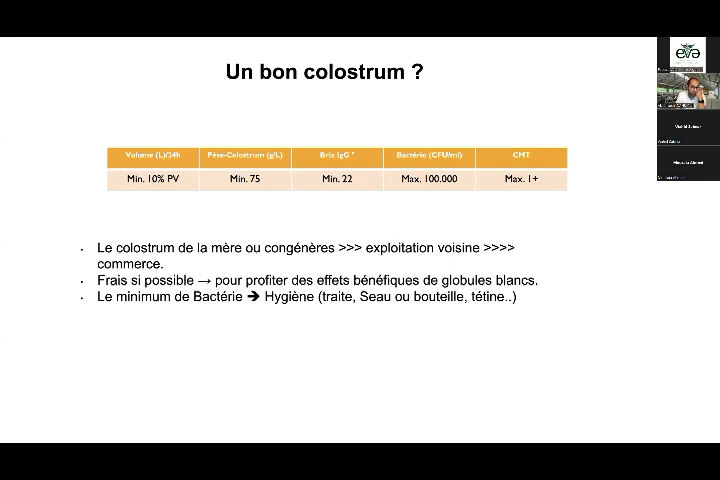 Un bon colostrum ?
Volume (L)/24h Pèse-Colostrum (g/L) Brix IgG ° Bactérie (CFU/ml) CMT
Min. 10% PV Min. 75 Min. 22 Max. 100.000 Max. 1+
• Le colostrum de la mère ou congénères >>> exploitation voisine >>>>
commerce.
• Frais si possible → pour profiter des effets bénéfiques de globules blancs.
• Le minimum de Bactérie ➔ Hygiène (traite, Seau ou bouteille, tétine..)
eva